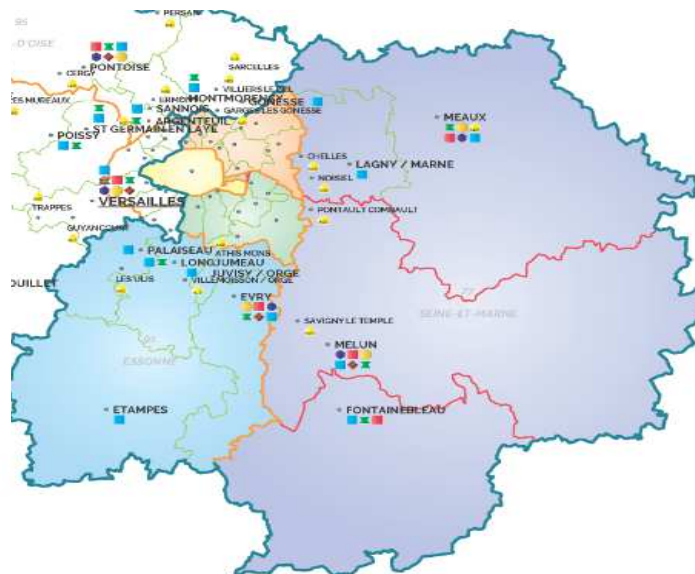 PERSAN
95
-D'OISE
PONTOISE
CERGY
SARCELLES
VILLIERS LE BEL
MONTMORENCY
GONESSE
RES MUREAUX
SANNOIS
GARGES LES GONESSE
ARGENTEUIL
ST GERMAIN EN LAYE
POISSY
MEAUX
CHELLES
LAGNY / MARNE
NOISIEL
VERSAILLES
TRAPPES
PONTAULT COMBAULT
GUYANCOURT
PALAISEAU
ATHIS MONS
LONGJUMEAU
JUVISY / ORGE
LES ULIS
VILLEMOISSON / ORGE
OUILLET
EVRY
77
SEINE-ET-MARNE
SAVIGNY LE TEMPLE
91
ESSONNE
MELUN
ETAMPES
FONTAINEBLEAU